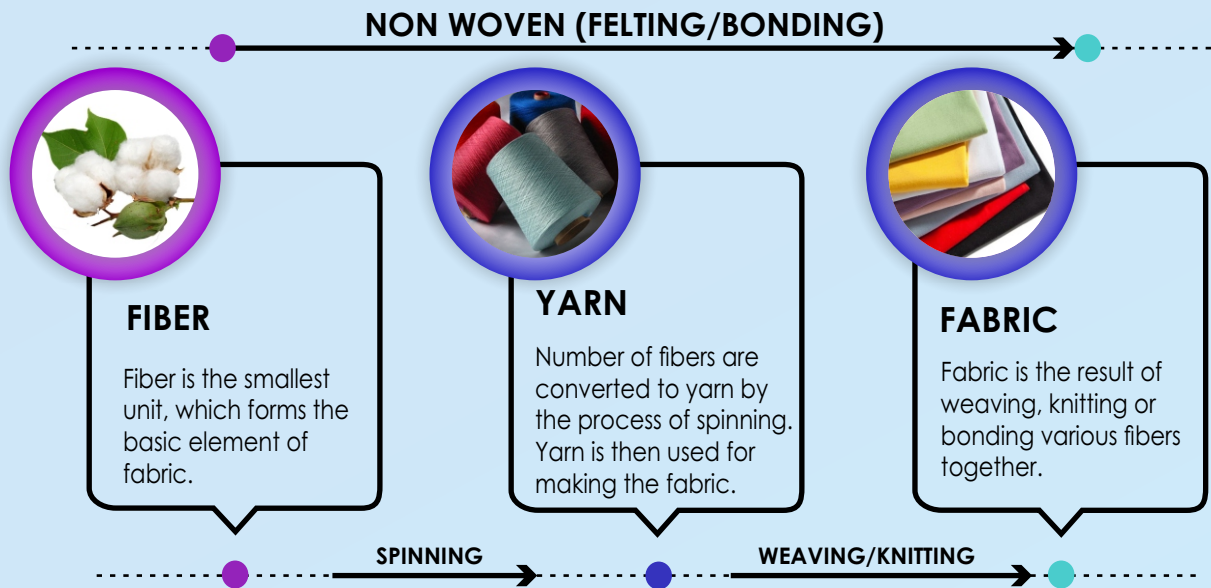 NON WOVEN (FELTING/BONDING)
FIBER
Fiber is the smallest
unit, which forms the
basic element of
fabric.
YARN
Number of fibers are
converted to yarn by
the process of spinning.
Yarn is then used for
making the fabric.
FABRIC
Fabric is the result of
weaving, knitting or
bonding various fibers
together.
SPINNING
WEAVING/KNITTING